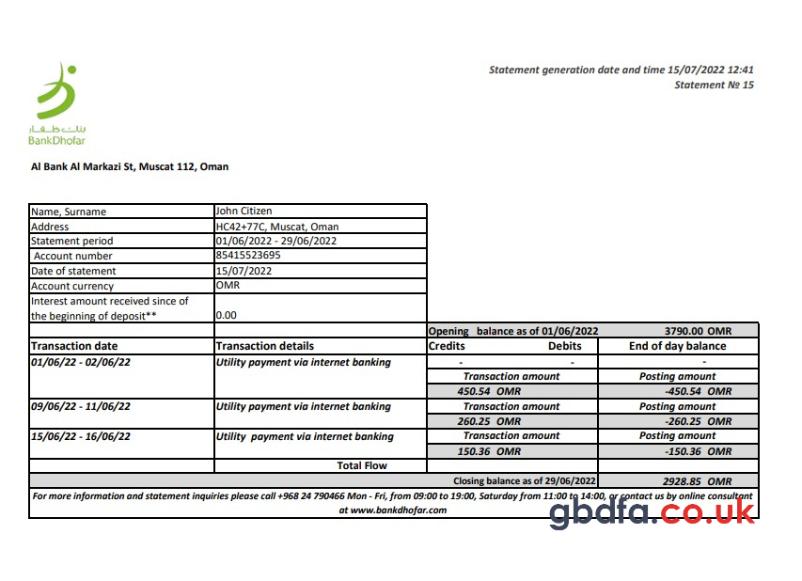 Statement generation date and time 15/07/2022 12:41
Statement № 15
بنك ظفار
BankDhofar
Al Bank Al Markazi St, Muscat 112, Oman
Name, Surname John Citizen
Address HC42+77C, Muscat, Oman
Statement period 01/06/2022 - 29/06/2022
Account number 85415523695
Date of statement 15/07/2022
Account currency OMR
Interest amount received since of
the beginning of deposit** 0.00
Opening balance as of 01/06/2022 3790.00 OMR
Transaction date Transaction details Credits Debits End of day balance
01/06/22 - 02/06/22 Utility payment via internet banking - - -
Transaction amount Posting amount
450.54 OMR -450.54 OMR
09/06/22 - 11/06/22 Utility payment via internet banking Transaction amount Posting amount
260.25 OMR -260.25 OMR
15/06/22 - 16/06/22 Utility payment via internet banking Transaction amount Posting amount
150.36 OMR -150.36 OMR
Total Flow
Closing balance as of 29/06/2022 2928.85 OMR
For more information and statement inquiries please call +968 24 790466 Mon - Fri, from 09:00 to 19:00, Saturday from 11:00 to 14:00, or contact us by online consultant
at www.bankdhofar.com
gbdfa.co.uk